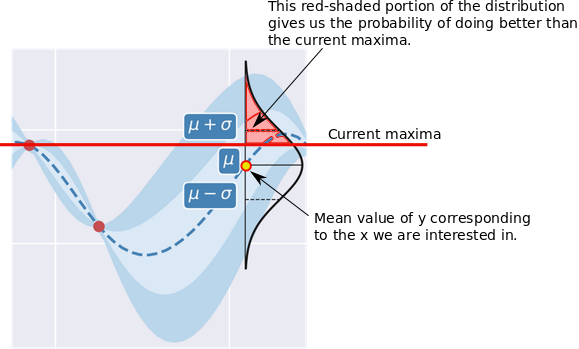 This red-shaded portion of the distribution
gives us the probability of doing better than
the current maxima.
μ + σ
Current maxima
μ
μ − σ
Mean value of y corresponding
to the x we are interested in.